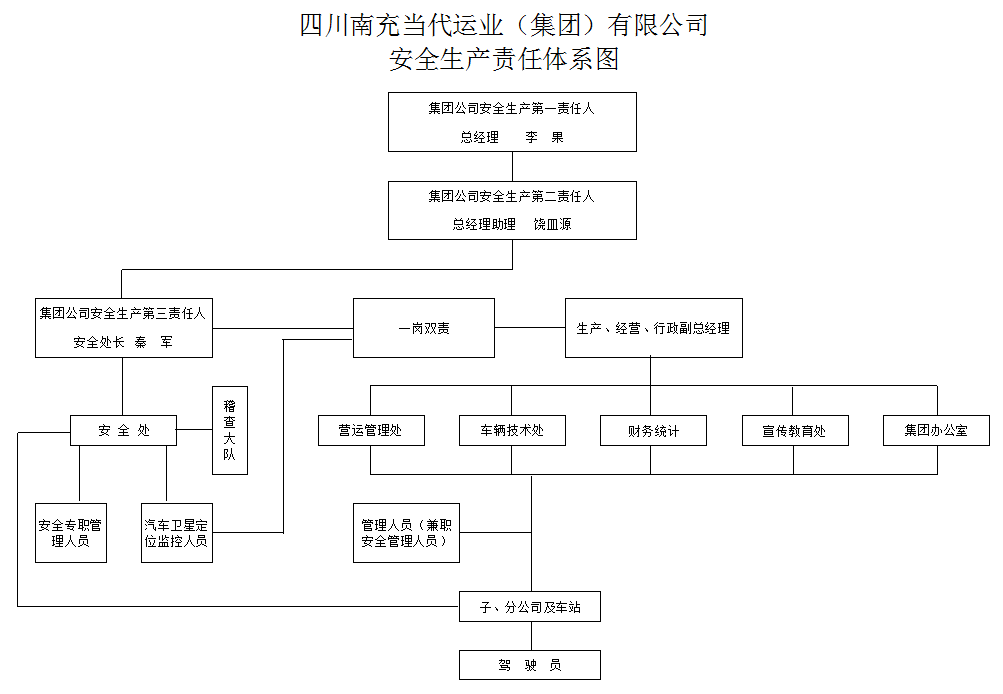 四川南充当代运业（集团）有限公司
安全生产责任体系图
集团公司安全生产第一责任人
总经理 李 果
集团公司安全生产第二责任人
总经理助理 饶皿源
集团公司安全生产第三责任人
安全处长 秦 军
一岗双责
生产、经营、行政副总经理
安 全 处
稽
查
大
队
营运管理处
车辆技术处
财务统计
宣传教育处
集团办公室
安全专职管
理人员
汽车卫星定
位监控人员
管理人员（兼职
安全管理人员）
子、分公司及车站
驾 驶 员